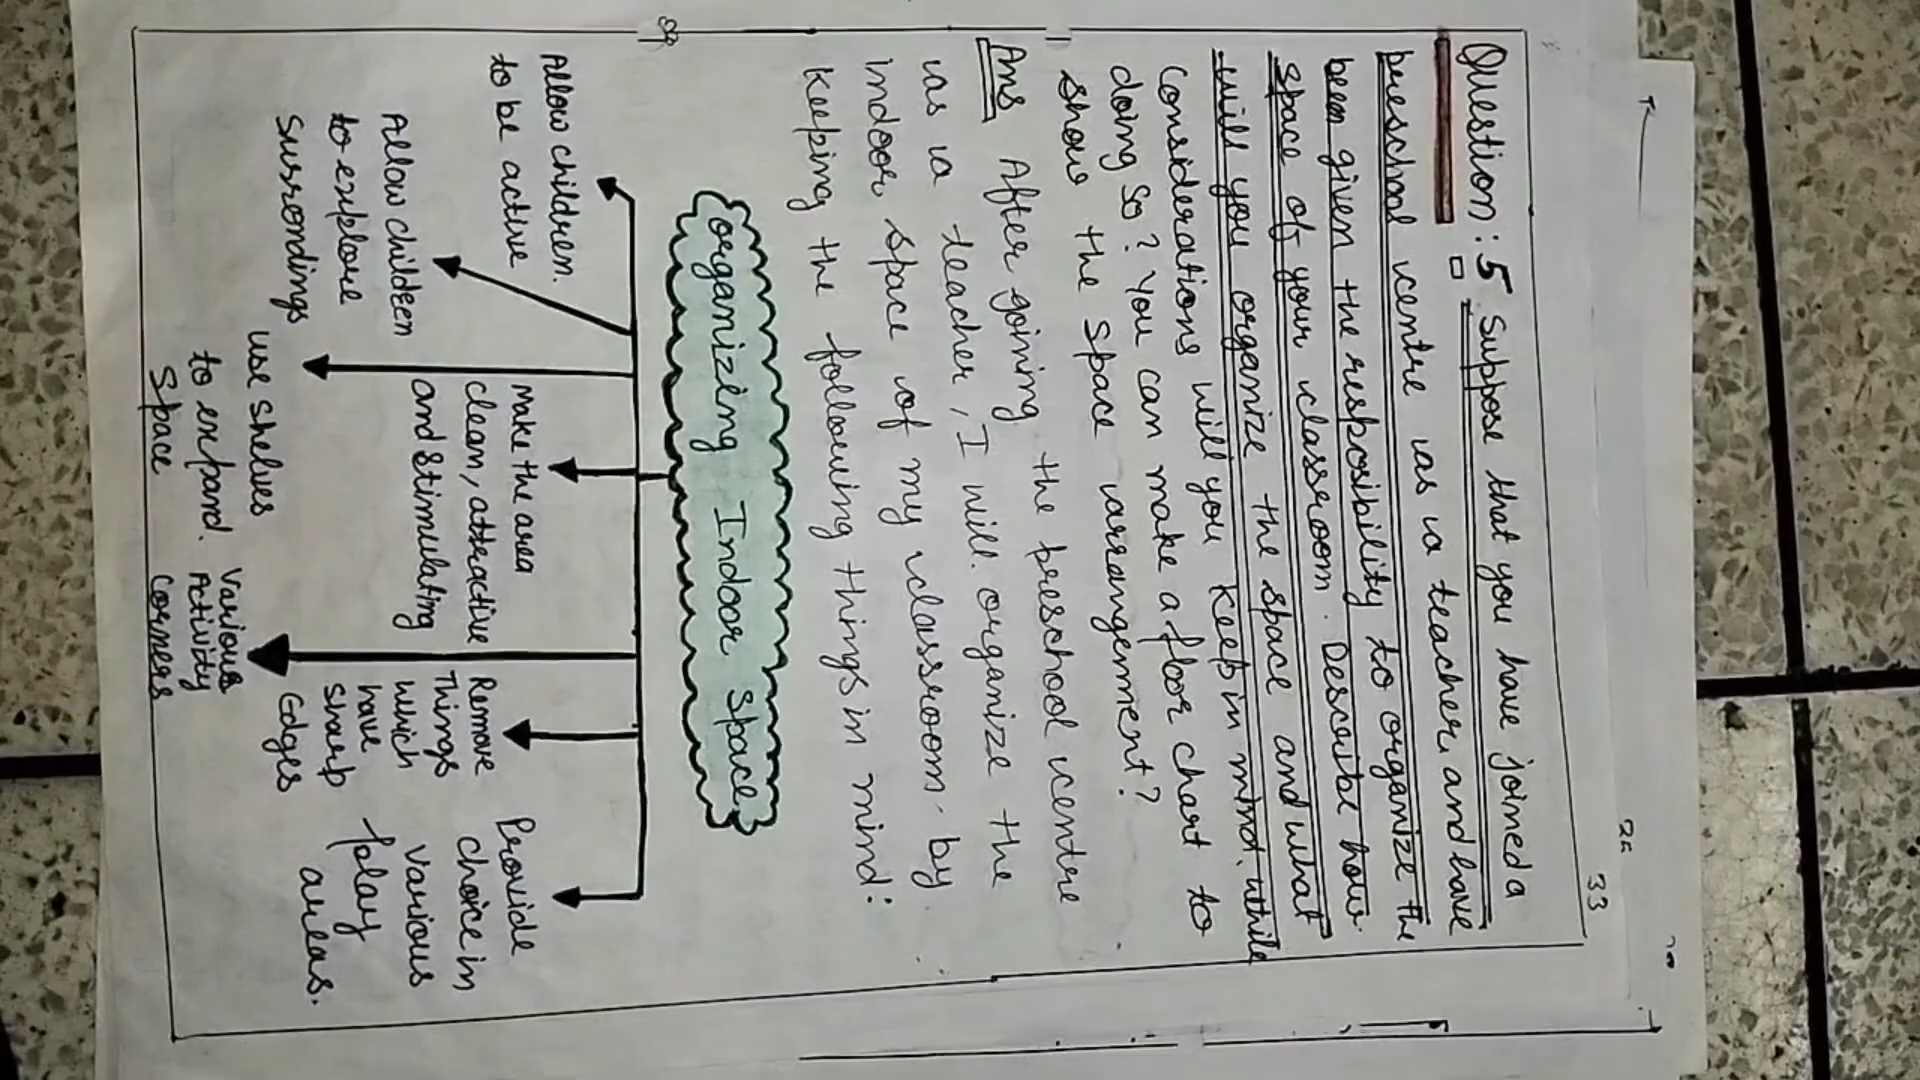 33
Question: 5 Suppose that you have joined a
preschool centre as a teacher and have
been given the resposibility to organize the
space of your classroom. Describe how
will you organize the space and what
considerations will you keep in mind while
doing so? You can make a floor chart to
show the space arrangement?
Ans After goining the preschool centre
as a teacher, I will organize the
indoor space of my classroom by
keeping the following things in mind:
organizing Indoor space
Allow children
to be active
Allow childeen
to explore
Surrondings
use shelves
to expand
Space
Make the area
clean, attractive
and stimulating
Various
Activity
corners
Remove
Things
which
have
sharp
Edges
Provide
choice in
various
play
areas.